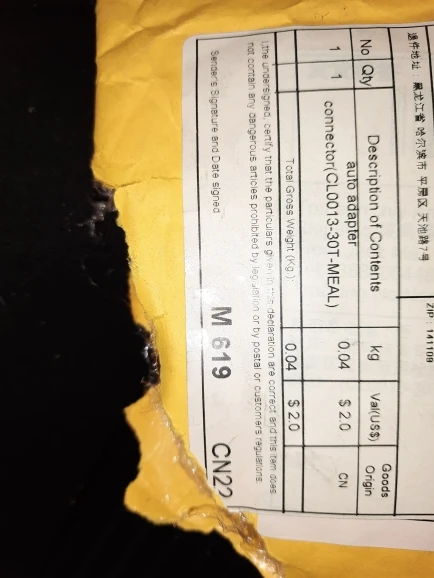 退件地址：黑龙江省 哈尔滨市 平房区 天池路7号
ZIP：141109
No Qty Description of Contents kg Val(US$) Goods Origin
1 1 auto adapter connector(CL0013-30T-MEAL) 0.04 $ 2.0 CN
Total Gross Weight (Kg.): 0.04 $ 2.0
I,the undersigned, certify that the particulars given in this declaration are correct and this item does
not contain any dangerous articles prohibited by legislation or by postal or customers regulations.
Sender's Signature and Date signed M 619 CN22